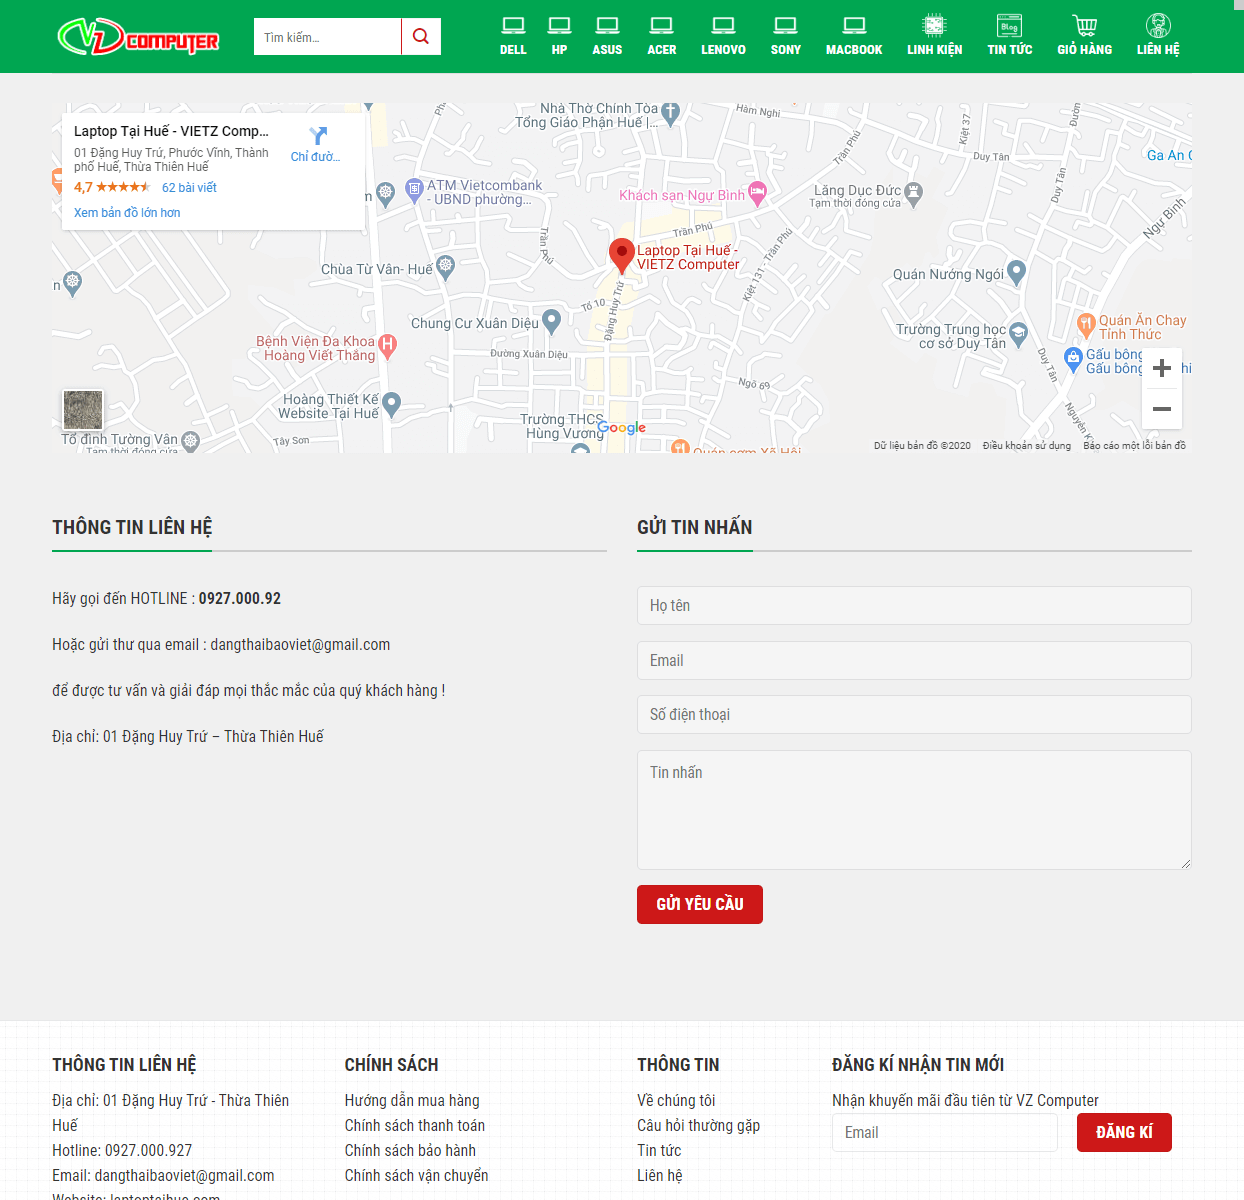 VZ COMPUTER
Tìm kiếm...
DELL
HP
ASUS
ACER
LENOVO
SONY
MACBOOK
LINH KIỆN
Blog
TIN TỨC
GIỎ HÀNG
LIÊN HỆ
Laptop Tại Huế - VIETZ Comp...
01 Đặng Huy Trứ, Phước Vĩnh, Thành
phố Huế, Thừa Thiên Huế
4,7
62 bài viết
Xem bản đồ lớn hơn
Chỉ đườ...
Nhà Thờ Chính Tòa
Tổng Giáo Phận Huế |...
Hàm Nghi
Trần Phú
Kiệt 37
Duy Tân
Duy Tân
Ga An C
ATM Vietcombank
- UBND phường...
Khách sạn Ngự Bình
Lăng Dục Đức
Tạm thời đóng cửa
Ngự Bình
Trần Phú
Trần Phú
Kiệt 131 - Trần Phú
Laptop Tại Huế -
VIETZ Computer
Chùa Từ Vân- Huế
Quán Nướng Ngói
Tổ 10
Đặng Huy Trứ
Chung Cư Xuân Diệu
Trường Trung học
cơ sở Duy Tân
Quán Ăn Chay
Tịnh Thức
Bệnh Viện Đa Khoa
Hoàng Viết Thắng
Đường Xuân Diệu
Duy Tân
Gấu bông
Gấu bông
hi
Ngõ 69
Hoàng Thiết Kế
Website Tại Huế
Trường THCS
Hùng Vương
Google
Tổ đình Tường Vân
Tạm thời đóng cửa
Tây Sơn
Quán cơm Xã Hội
Dữ liệu bản đồ ©2020
Điều khoản sử dụng
Báo cáo một lỗi bản đồ
THÔNG TIN LIÊN HỆ
Hãy gọi đến HOTLINE : 0927.000.92
Hoặc gửi thư qua email : dangthaibaoviet@gmail.com
để được tư vấn và giải đáp mọi thắc mắc của quý khách hàng !
Địa chỉ: 01 Đặng Huy Trứ – Thừa Thiên Huế
GỬI TIN NHẮN
Họ tên
Email
Số điện thoại
Tin nhắn
GỬI YÊU CẦU
THÔNG TIN LIÊN HỆ
Địa chỉ: 01 Đặng Huy Trứ - Thừa Thiên
Huế
Hotline: 0927.000.927
Email: dangthaibaoviet@gmail.com
Website: laptoptaihue.com
CHÍNH SÁCH
Hướng dẫn mua hàng
Chính sách thanh toán
Chính sách bảo hành
Chính sách vận chuyển
THÔNG TIN
Về chúng tôi
Câu hỏi thường gặp
Tin tức
Liên hệ
ĐĂNG KÍ NHẬN TIN MỚI
Nhận khuyến mãi đầu tiên từ VZ Computer
Email
ĐĂNG KÍ